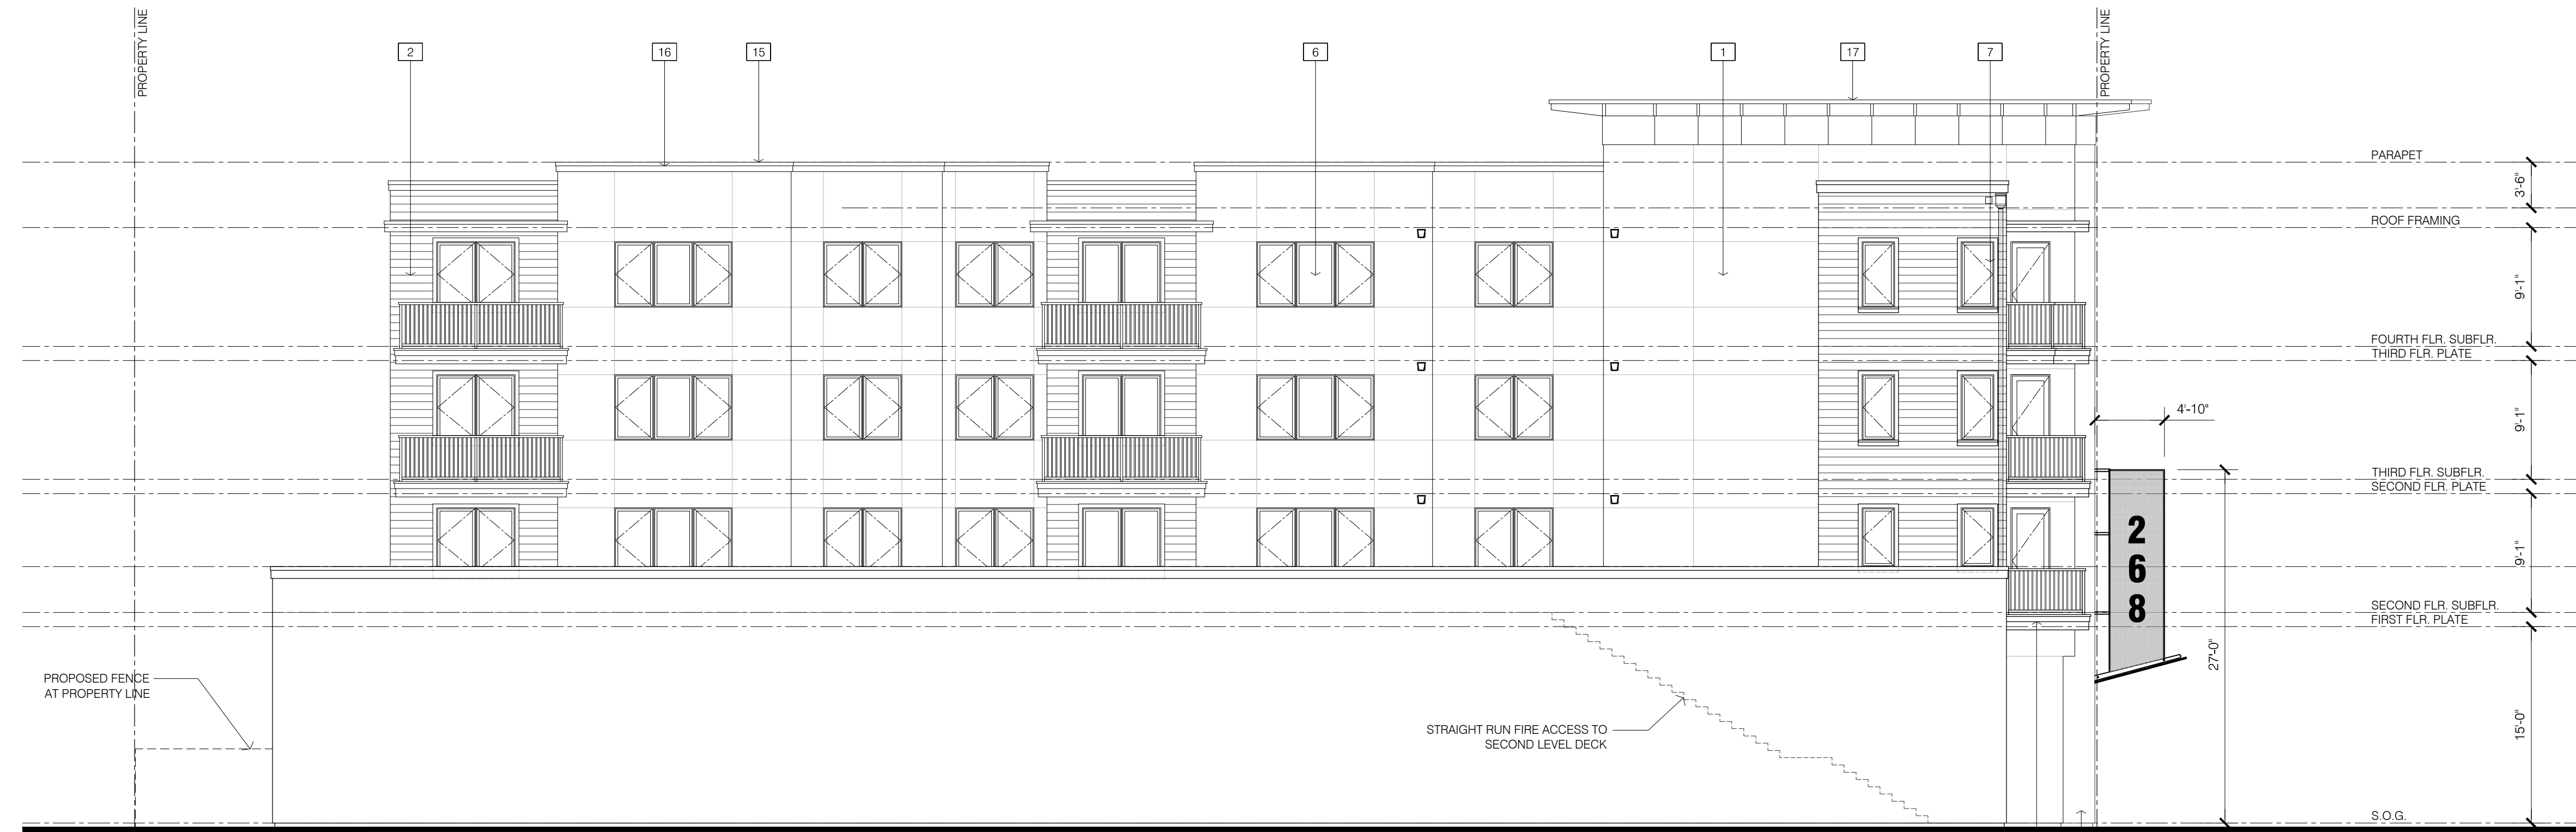 PROPERTY LINE
2
16
15
6
1
17
7
PROPERTY LINE
PARAPET
3'-6"
ROOF FRAMING
9'-1"
FOURTH FLR. SUBFLR.
THIRD FLR. PLATE
9'-1"
4'-10"
THIRD FLR. SUBFLR.
SECOND FLR. PLATE
2
6
8
9'-1"
SECOND FLR. SUBFLR.
FIRST FLR. PLATE
27'-0"
PROPOSED FENCE
AT PROPERTY LINE
STRAIGHT RUN FIRE ACCESS TO
SECOND LEVEL DECK
15'-0"
S.O.G.